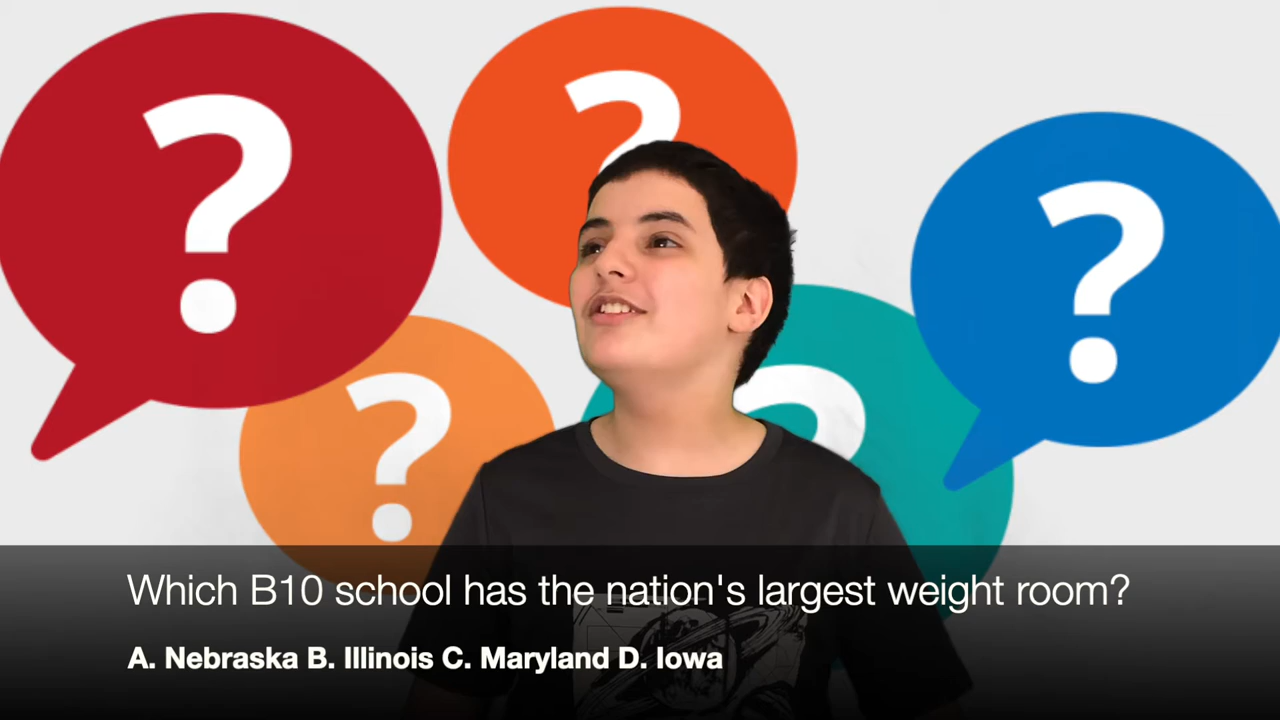 ?
?
?
?
?
Which B10 school has the nation's largest weight room?
A. Nebraska B. Illinois C. Maryland D. Iowa